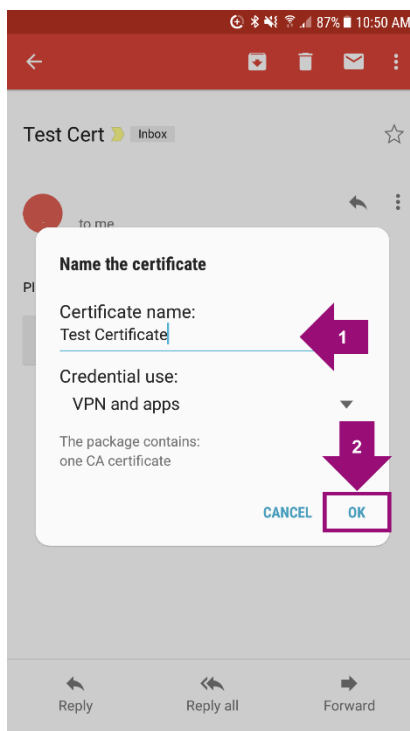 87% 10:50 AM
Test Cert Inbox
to me
Pl
Name the certificate
Certificate name:
Test Certificate
1
Credential use:
VPN and apps
The package contains:
one CA certificate
2
CANCEL OK
Reply Reply all Forward